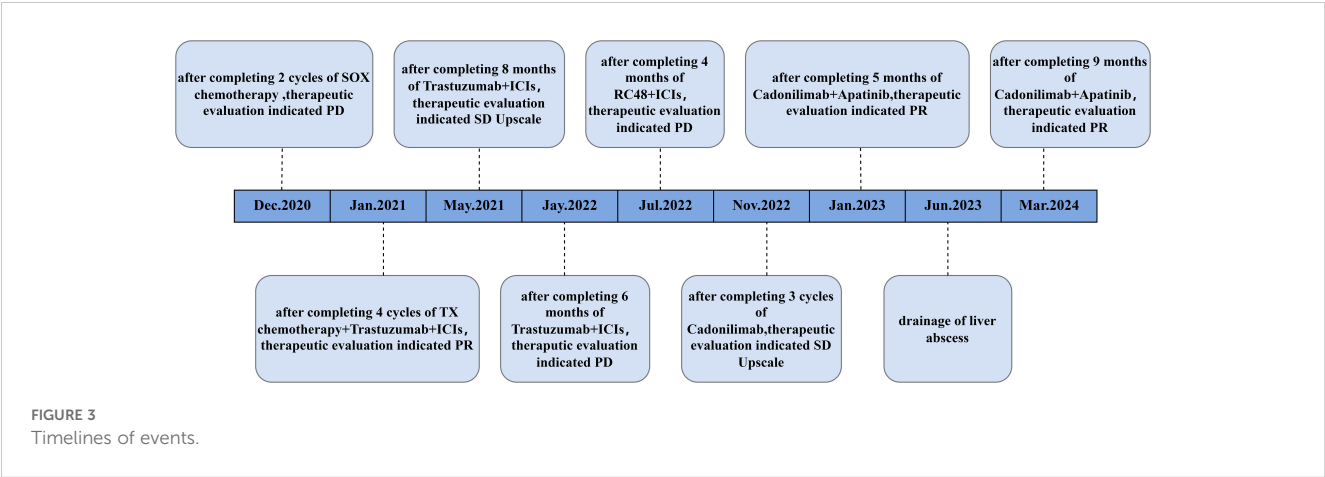 after completing 2 cycles of SOX
chemotherapy ,therapeutic
evaluation indicated PD
after completing 8 months
of Trastuzumab+ICIs,
therapeutic evaluation
indicated SD Upscale
after completing 4
months of
RC48+ICIs,
therapeutic evaluation
indicated PD
after completing 5 months of
Cadonilimab+Apatinib,therapeutic
evaluation indicated PR
after completing 9 months
of
Cadonilimab+Apatinib,
therapeutic evaluation
indicated PR
Dec.2020 Jan.2021 May.2021 Jay.2022 Jul.2022 Nov.2022 Jan.2023 Jun.2023 Mar.2024
after completing 4 cycles of TX
chemotherapy+Trastuzumab+ICIs,
therapeutic evaluation indicated PR
after completing 6
months of
Trastuzumab+ICIs,
theraputic evaluation
indicated PD
after completing 3 cycles
of
Cadonilimab,therapeutic
evaluation indicated SD
Upscale
drainage of liver
abscess
FIGURE 3
Timelines of events.